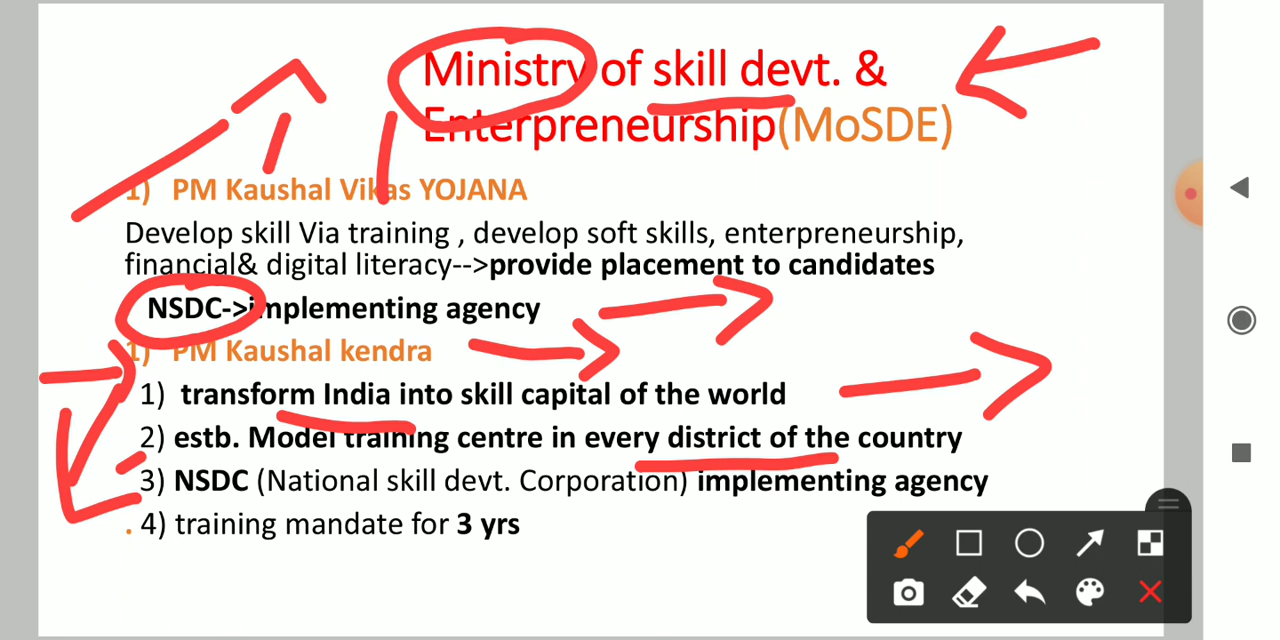 Ministry of skill devt. &
Enterpreneurship(MoSDE)
1) PM Kaushal Vikas YOJANA
Develop skill Via training , develop soft skills, enterpreneurship,
financial& digital literacy-->provide placement to candidates
NSDC->implementing agency
1) PM Kaushal kendra
1) transform India into skill capital of the world
2) estb. Model training centre in every district of the country
3) NSDC (National skill devt. Corporation) implementing agency
. 4) training mandate for 3 yrs